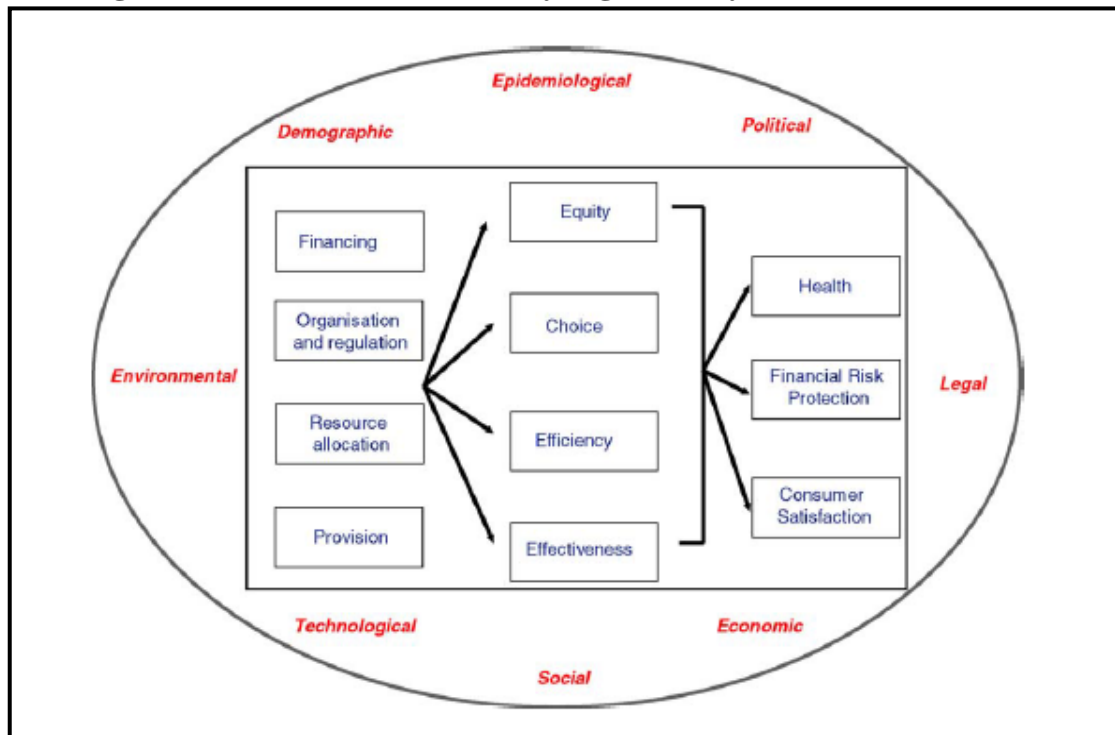 Epidemiological
Demographic
Political
Financing
Organisation
and regulation
Resource
allocation
Provision
Equity
Choice
Efficiency
Effectiveness
Health
Financial Risk
Protection
Consumer
Satisfaction
Environmental
Legal
Technological
Economic
Social